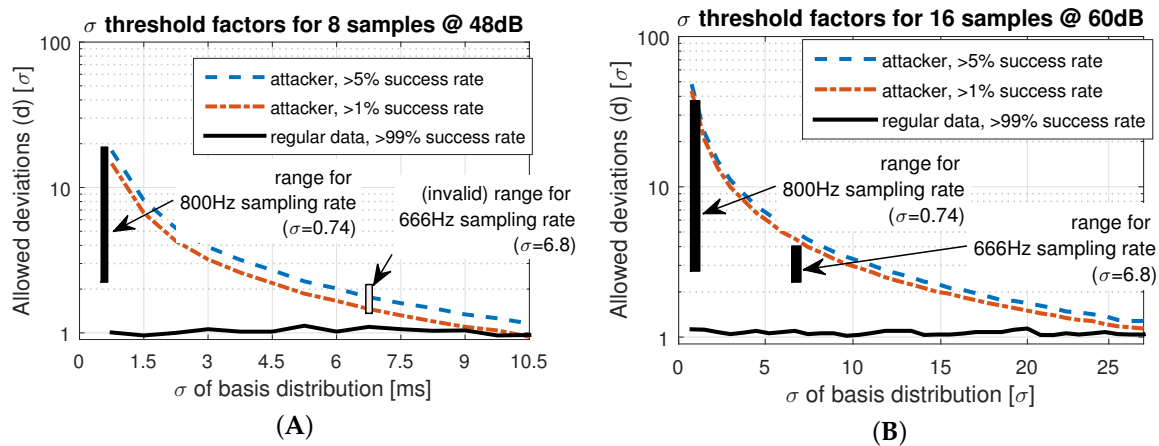 σ threshold factors for 8 samples @ 48dB
Allowed deviations (d) [σ]
100
10
1
attacker, >5% success rate
attacker, >1% success rate
regular data, >99% success rate
range for
800Hz sampling rate
(σ=0.74)
(invalid) range for
666Hz sampling rate
(σ=6.8)
0 1.5 3 4.5 6 7.5 9 10.5
σ of basis distribution [ms]
(A)
σ threshold factors for 16 samples @ 60dB
Allowed deviations (d) [σ]
100
10
1
attacker, >5% success rate
attacker, >1% success rate
regular data, >99% success rate
range for
800Hz sampling rate
(σ=0.74)
range for
666Hz sampling rate
(σ=6.8)
0 5 10 15 20 25
σ of basis distribution [σ]
(B)